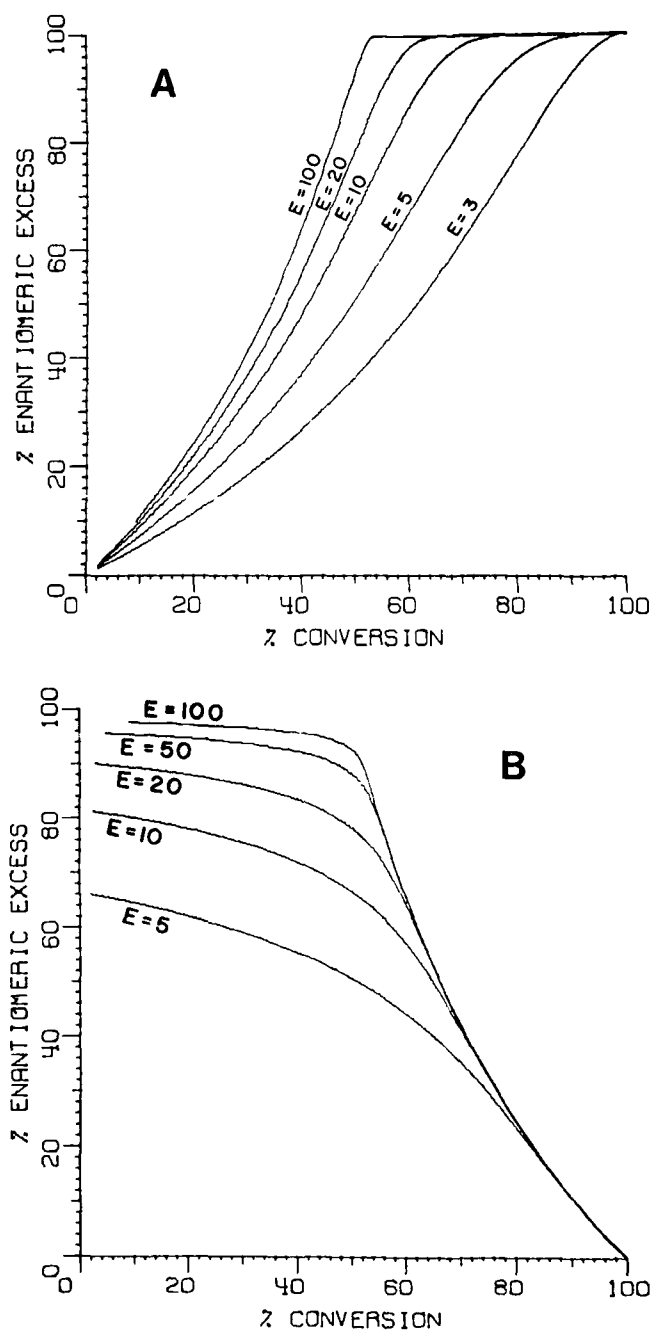 A
% ENANTIOMERIC EXCESS
100
80
60
40
20
0
E=100
E=20
E=10
E=5
E=3
0 20 40 60 80 100
% CONVERSION
B
% ENANTIOMERIC EXCESS
100
80
60
40
20
0
E=100
E=50
E=20
E=10
E=5
0 20 40 60 80 100
% CONVERSION